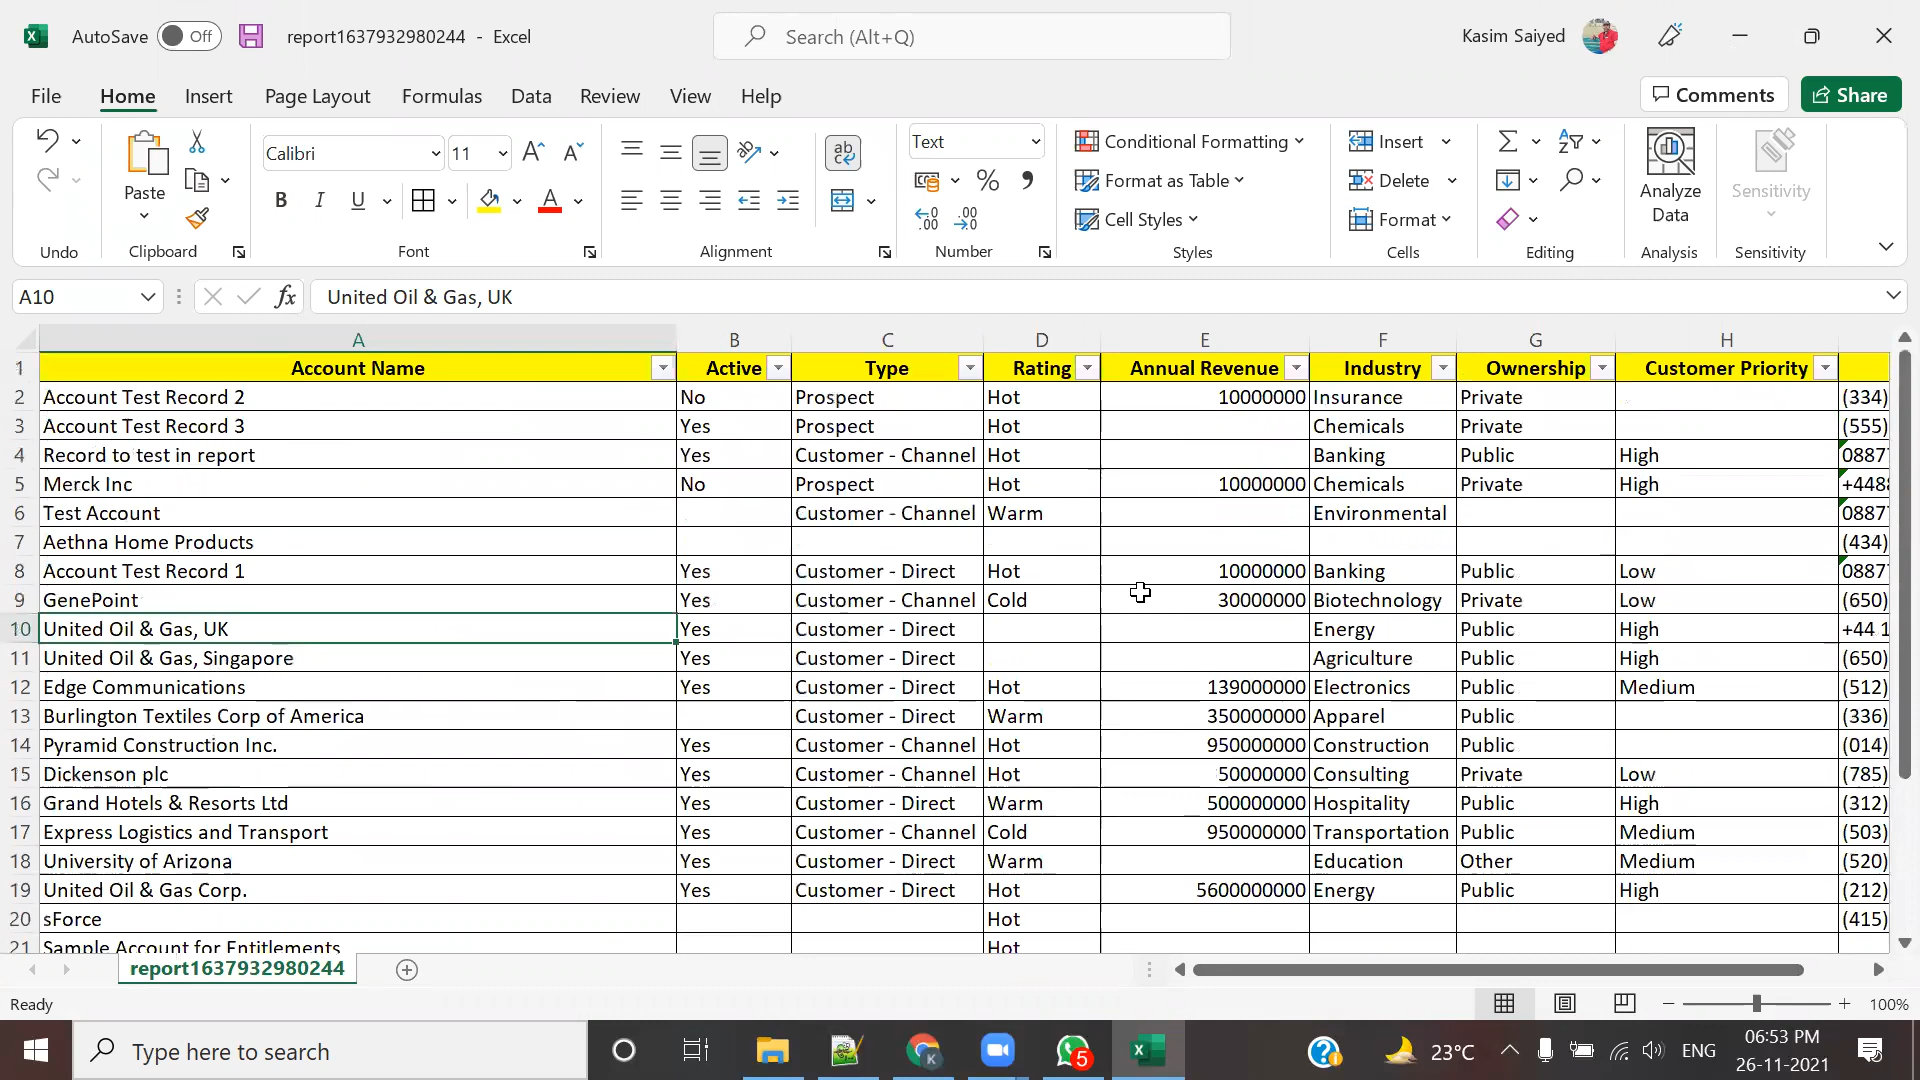 AutoSave Off report1637932980244 - Excel Search (Alt+Q) Kasim Saiyed
File Home Insert Page Layout Formulas Data Review View Help Comments Share
Calibri 11 Text Conditional Formatting Insert
Paste Format as Table Delete Analyze Data Sensitivity
B I U Cell Styles Format
Undo Clipboard Font Alignment Number Styles Cells Editing Analysis Sensitivity
A10 fx United Oil & Gas, UK
A B C D E F G H
1 Account Name Active Type Rating Annual Revenue Industry Ownership Customer Priority
2 Account Test Record 2 No Prospect Hot 10000000 Insurance Private (334)
3 Account Test Record 3 Yes Prospect Hot Chemicals Private (555)
4 Record to test in report Yes Customer - Channel Hot Banking Public High 0887
5 Merck Inc No Prospect Hot 10000000 Chemicals Private High +448
6 Test Account Customer - Channel Warm Environmental 0887
7 Aethna Home Products (434)
8 Account Test Record 1 Yes Customer - Direct Hot 10000000 Banking Public Low 0887
9 GenePoint Yes Customer - Channel Cold 30000000 Biotechnology Private Low (650)
10 United Oil & Gas, UK Yes Customer - Direct Energy Public High +44 1
11 United Oil & Gas, Singapore Yes Customer - Direct Agriculture Public High (650)
12 Edge Communications Yes Customer - Direct Hot 139000000 Electronics Public Medium (512)
13 Burlington Textiles Corp of America Customer - Direct Warm 350000000 Apparel Public (336)
14 Pyramid Construction Inc. Yes Customer - Channel Hot 950000000 Construction Public (014)
15 Dickenson plc Yes Customer - Channel Hot 50000000 Consulting Private Low (785)
16 Grand Hotels & Resorts Ltd Yes Customer - Direct Warm 500000000 Hospitality Public High (312)
17 Express Logistics and Transport Yes Customer - Channel Cold 950000000 Transportation Public Medium (503)
18 University of Arizona Yes Customer - Direct Warm Education Other Medium (520)
19 United Oil & Gas Corp. Yes Customer - Direct Hot 5600000000 Energy Public High (212)
20 sForce Hot (415)
21 Sample Account for Entitlements Hot
report1637932980244
Ready 100%
Type here to search 5 23°C ENG 06:53 PM
26-11-2021